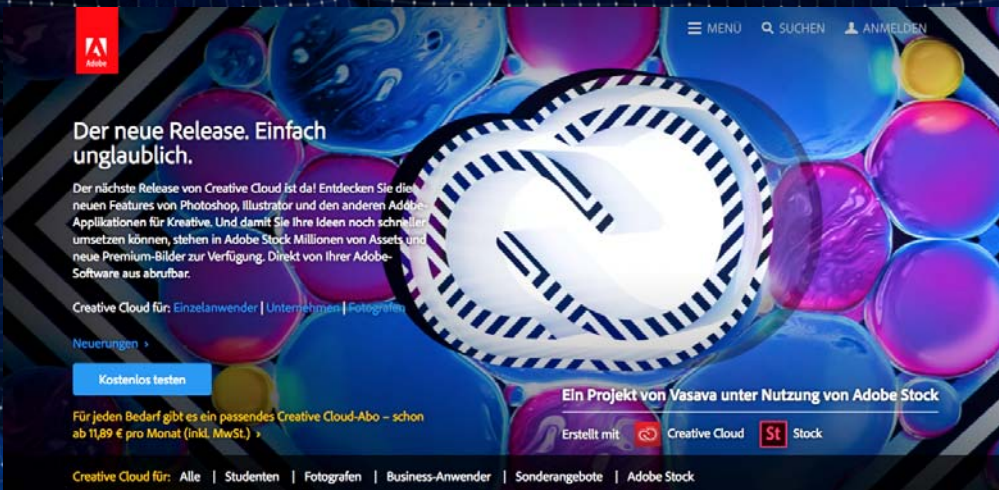 Adobe
MENÜ SUCHEN ANMELDEN
Der neue Release. Einfach
unglaublich.
Der nächste Release von Creative Cloud ist da! Entdecken Sie die
neuen Features von Photoshop, Illustrator und den anderen Adobe-
Applikationen für Kreative. Und damit Sie Ihre Ideen noch schneller
umsetzen können, stehen in Adobe Stock Millionen von Assets und
neue Premium-Bilder zur Verfügung. Direkt von Ihrer Adobe-
Software aus abrufbar.
Creative Cloud für: Einzelanwender | Unternehmen | Fotografen
Neuerungen ›
Kostenlos testen
Für jeden Bedarf gibt es ein passendes Creative Cloud-Abo – schon
ab 11,89 € pro Monat (inkl. MwSt.) ›
Ein Projekt von Vasava unter Nutzung von Adobe Stock
Erstellt mit Creative Cloud St Stock
Creative Cloud für: Alle | Studenten | Fotografen | Business-Anwender | Sonderangebote | Adobe Stock